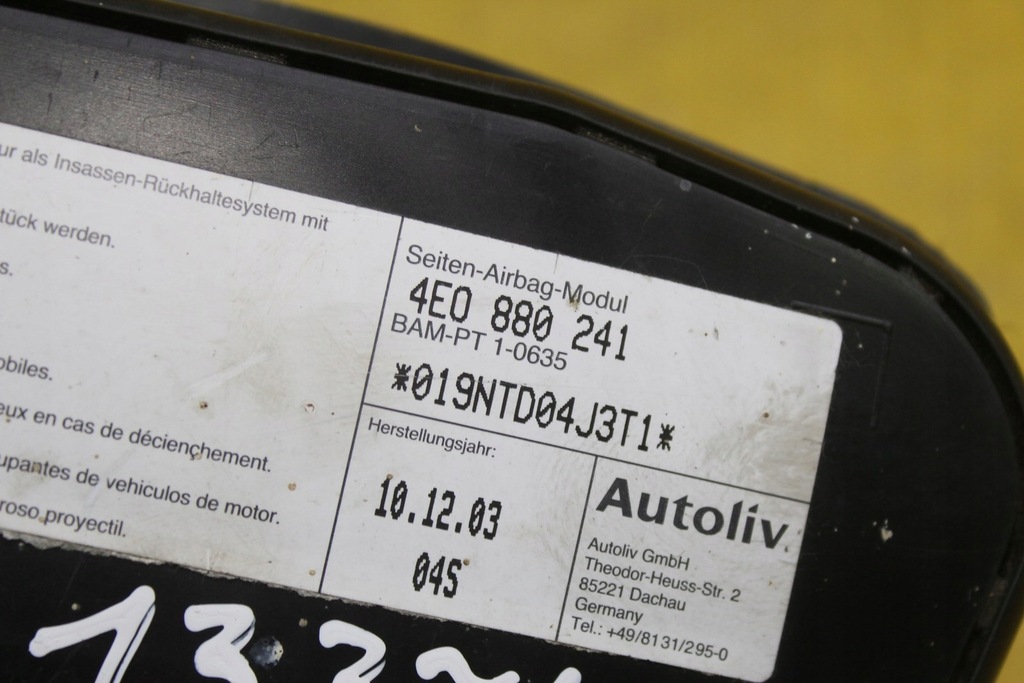 ur als Insassen-Rückhaltesystem mit
tück werden.
s.
obiles.
eux en cas de décienchement.
upantes de vehiculos de motor.
roso proyectil.
Seiten-Airbag-Modul
4E0 880 241
BAM-PT 1-0635
*019NTD04J3T1*
Herstellungsjahr:
10.12.03
045
Autoliv
Autoliv GmbH
Theodor-Heuss-Str. 2
85221 Dachau
Germany
Tel.: +49/8131/295-0